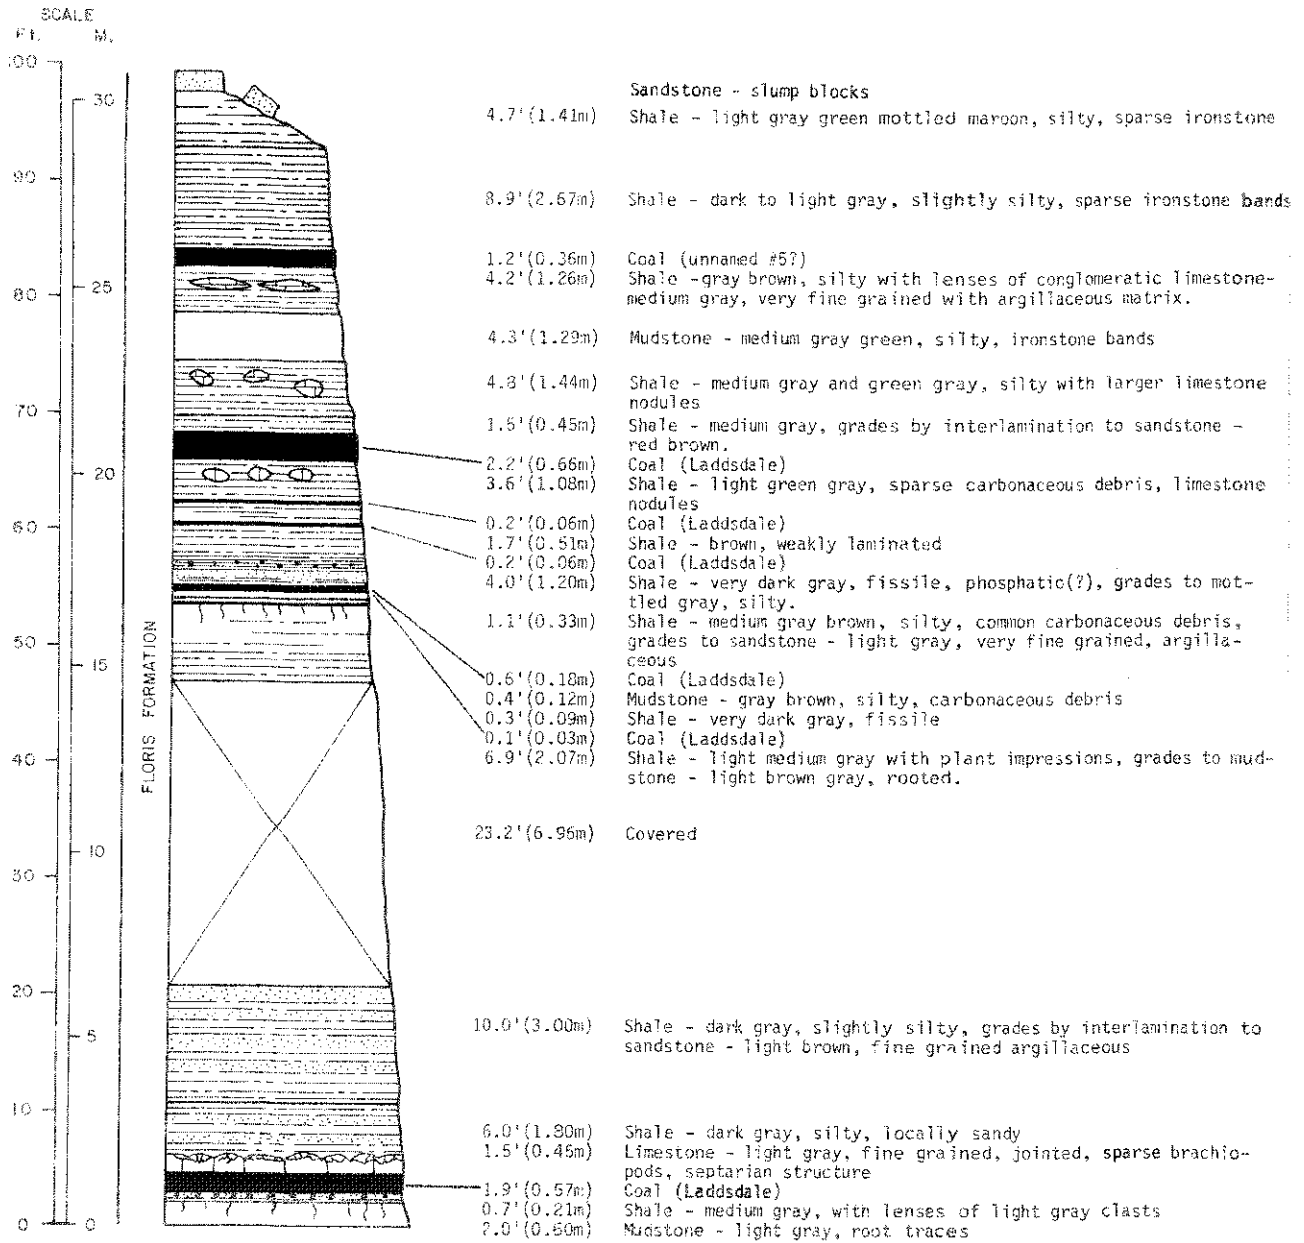 SCALE
Ft. M.
100
30
90
80
25
70
20
60
50
15
40
10
30
20
5
10
0 0
FLORIS FORMATION
Sandstone - slump blocks
4.7'(1.41m) Shale - light gray green mottled maroon, silty, sparse ironstone
8.9'(2.67m) Shale - dark to light gray, slightly silty, sparse ironstone bands
1.2'(0.36m) Coal (unnamed #5?)
4.2'(1.26m) Shale -gray brown, silty with lenses of conglomeratic limestone-
medium gray, very fine grained with argillaceous matrix.
4.3'(1.29m) Mudstone - medium gray green, silty, ironstone bands
4.8'(1.44m) Shale - medium gray and green gray, silty with larger limestone
nodules
1.5'(0.45m) Shale - medium gray, grades by interlamination to sandstone -
red brown.
2.2'(0.66m) Coal (Laddsdale)
3.6'(1.08m) Shale - light green gray, sparse carbonaceous debris, limestone
nodules
0.2'(0.06m) Coal (Laddsdale)
1.7'(0.51m) Shale - brown, weakly laminated
0.2'(0.06m) Coal (Laddsdale)
4.0'(1.20m) Shale - very dark gray, fissile, phosphatic(?), grades to mot-
tled gray, silty.
1.1'(0.33m) Shale - medium gray brown, silty, common carbonaceous debris,
grades to sandstone - light gray, very fine grained, argilla-
ceous
0.6'(0.18m) Coal (Laddsdale)
0.4'(0.12m) Mudstone - gray brown, silty, carbonaceous debris
0.3'(0.09m) Shale - very dark gray, fissile
0.1'(0.03m) Coal (Laddsdale)
6.9'(2.07m) Shale - light medium gray with plant impressions, grades to mud-
stone - light brown gray, rooted.
23.2'(6.96m) Covered
10.0'(3.00m) Shale - dark gray, slightly silty, grades by interlamination to
sandstone - light brown, fine grained argillaceous
6.0'(1.80m) Shale - dark gray, silty, locally sandy
1.5'(0.45m) Limestone - light gray, fine grained, jointed, sparse brachio-
pods, septarian structure
1.9'(0.57m) Coal (Laddsdale)
0.7'(0.21m) Shale - medium gray, with lenses of light gray clasts
2.0'(0.60m) Mudstone - light gray, root traces